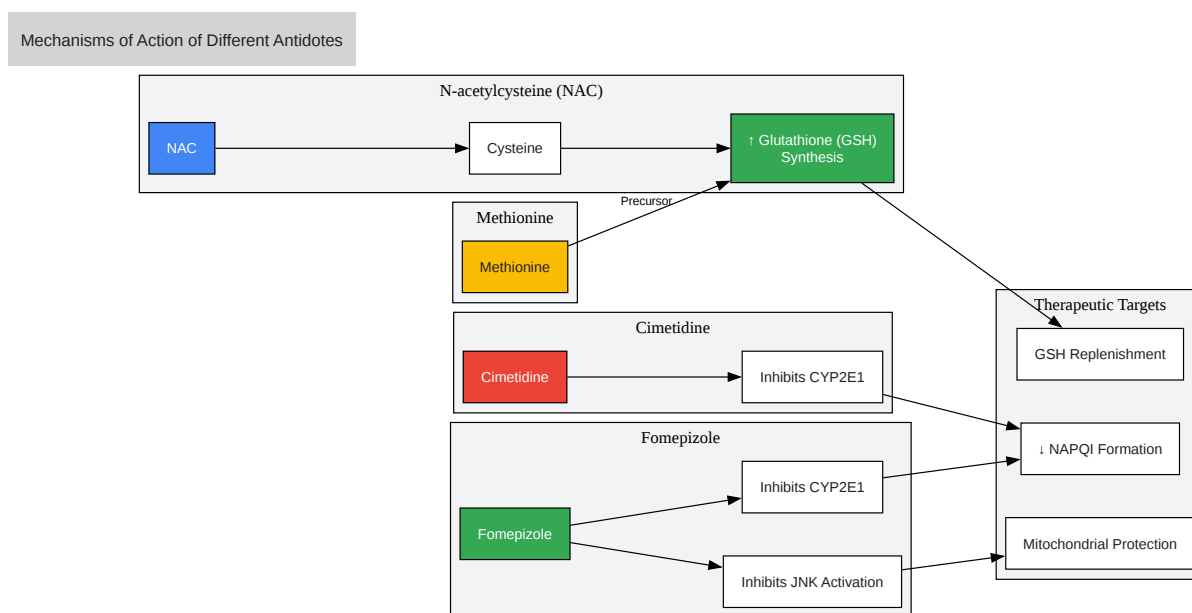 Mechanisms of Action of Different Antidotes
N-acetylcysteine (NAC)
NAC
Cysteine
↑ Glutathione (GSH)
Synthesis
Precursor
Methionine
Methionine
Therapeutic Targets
Cimetidine
GSH Replenishment
Cimetidine
Inhibits CYP2E1
Fomepizole
↓ NAPQI Formation
Inhibits CYP2E1
Fomepizole
Mitochondrial Protection
Inhibits JNK Activation